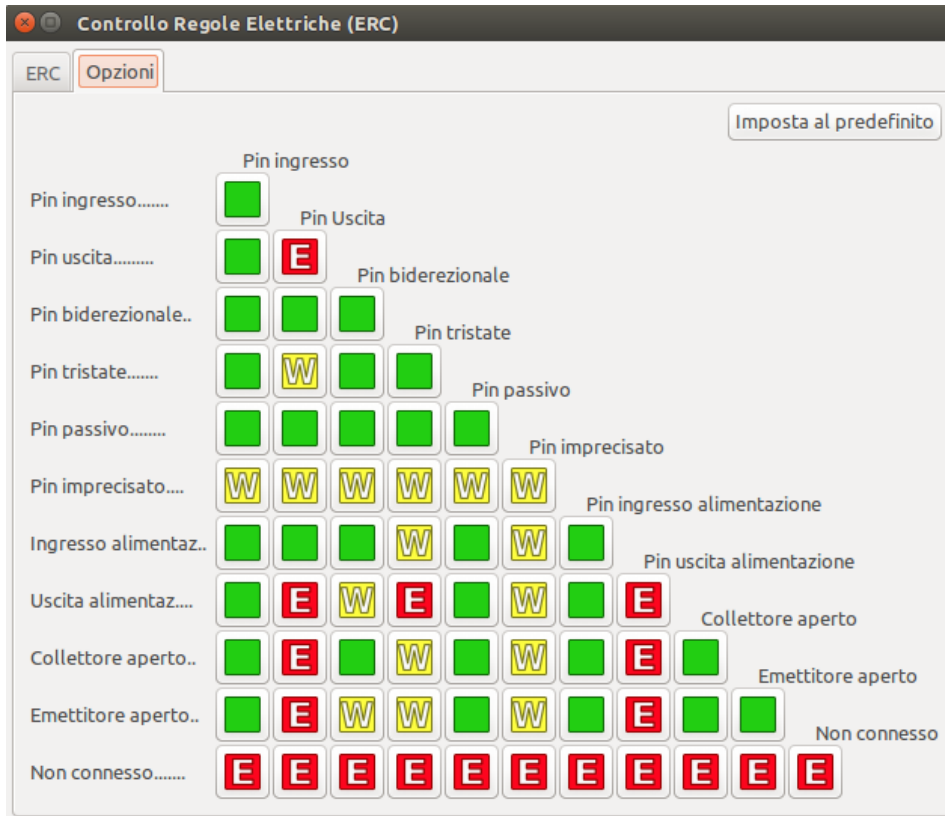 Controllo Regole Elettriche (ERC)
ERC Opzioni
Imposta al predefinito
Pin ingresso
Pin ingresso.......
Pin Uscita
Pin uscita.........
E
Pin biderezionale
Pin biderezionale..
Pin tristate
Pin tristate.......
W
Pin passivo
Pin passivo........
Pin imprecisato
Pin imprecisato....
W W W W W W
Pin ingresso alimentazione
Ingresso alimentaz..
W W
Pin uscita alimentazione
Uscita alimentaz....
E W E W E
Collettore aperto
Collettore aperto..
E W W E
Emettitore aperto
Emettitore aperto..
E W W W E
Non connesso
Non connesso.......
E E E E E E E E E E E